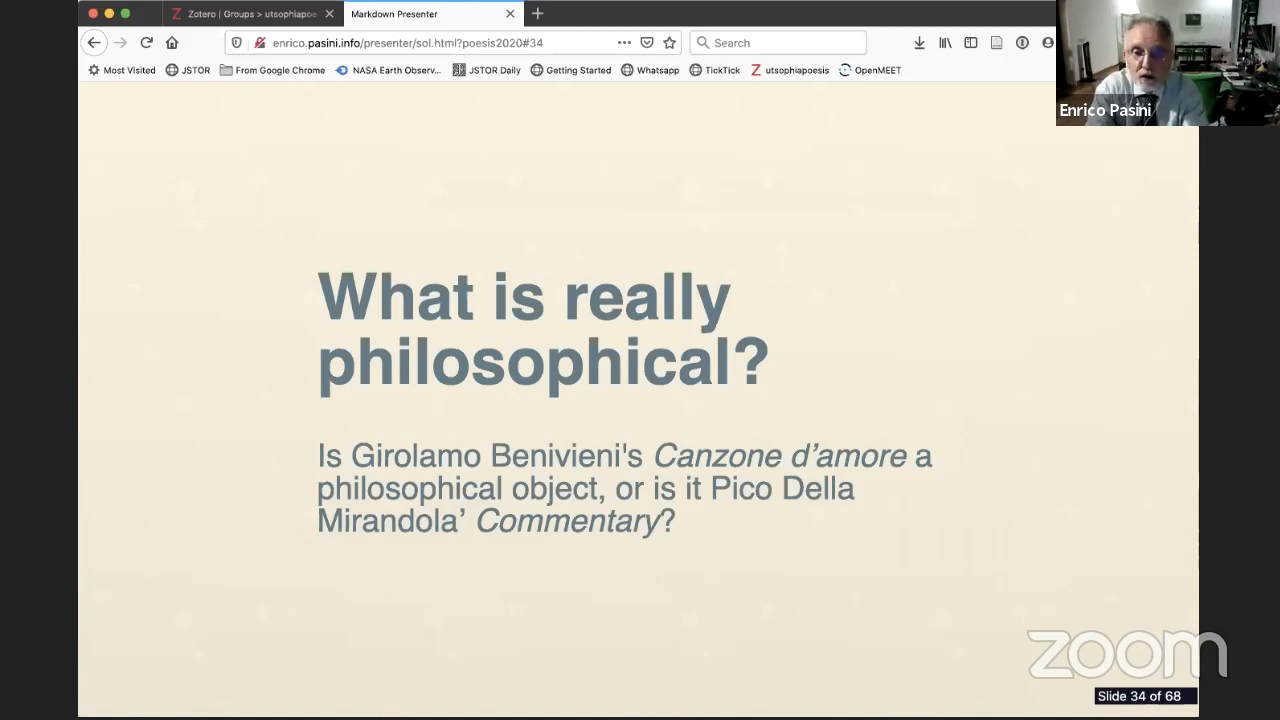 Zotero | Groups > utsophiapoe
Markdown Presenter
enrico.pasini.info/presenter/sol.html?poesis2020#34
Search
Most Visited
JSTOR
From Google Chrome
NASA Earth Observ...
JSTOR Daily
Getting Started
Whatsapp
TickTick
utsophiapoesis
OpenMEET
Enrico Pasini
What is really
philosophical?
Is Girolamo Benivieni's Canzone d’amore a
philosophical object, or is it Pico Della
Mirandola’ Commentary?
zoom
Slide 34 of 68